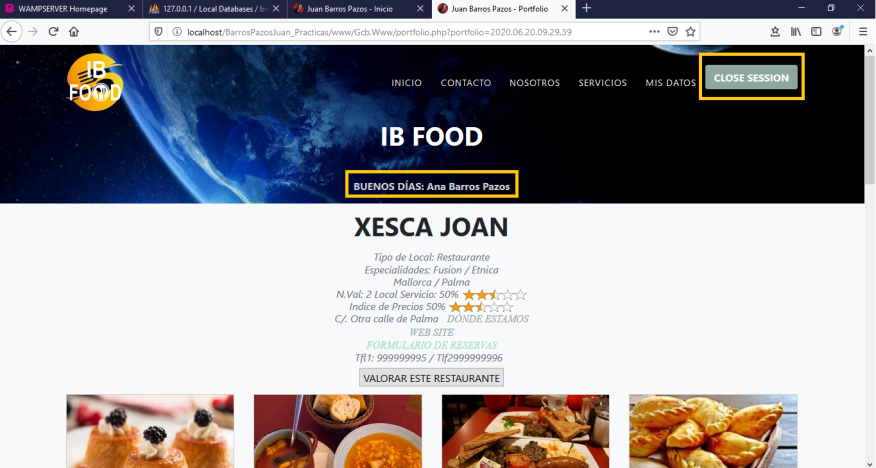 WAMPSERVER Homepage
127.0.0.1 / Local Databases / b
Juan Barros Pazos - Inicio
Juan Barros Pazos - Portfolio
localhost/BarrosPazosJuan_Practicas/www/Gcb.Www/portfolio.php?portfolio=2020.06.20.09.29.39
IB
FOOD
INICIO CONTACTO NOSOTROS SERVICIOS MIS DATOS CLOSE SESSION
IB FOOD
BUENOS DÍAS: Ana Barros Pazos
XESCA JOAN
Tipo de Local: Restaurante
Especialidades: Fusion / Etnica
Mallorca / Palma
N.Val: 2 Local Servicio: 50%
Indice de Precios 50%
C/. Otra calle de Palma DONDE ESTAMOS
WEB SITE
FORMULARIO DE RESERVAS
Tfl1: 999999995 / Tlf2999999996
VALORAR ESTE RESTAURANTE